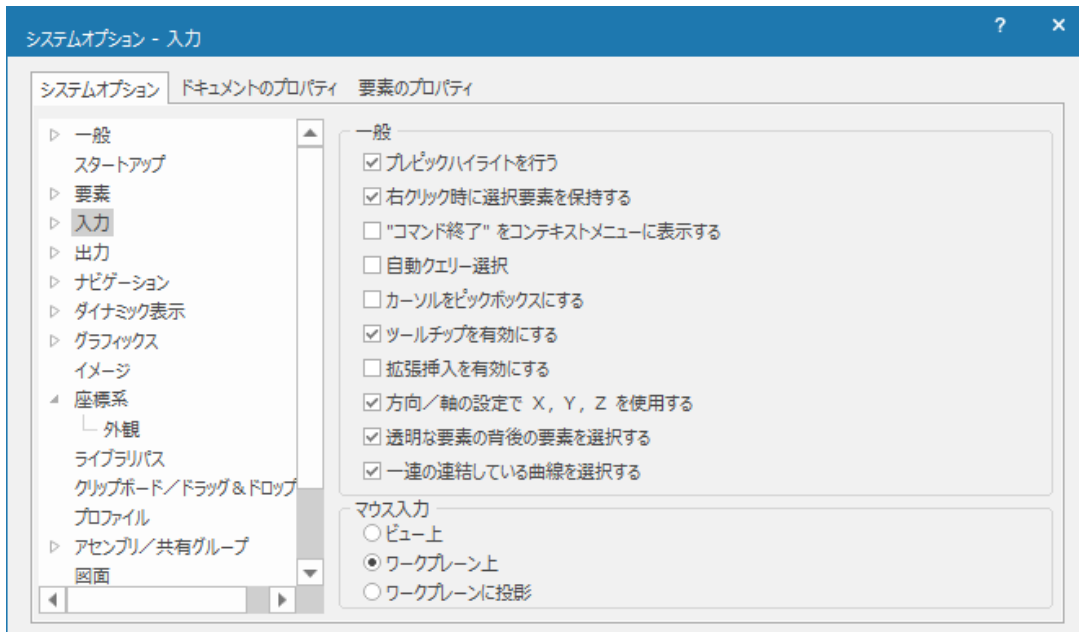 システムオプション - 入力
? ×
システムオプション ドキュメントのプロパティ 要素のプロパティ
一般
スタートアップ
要素
入力
出力
ナビゲーション
ダイナミック表示
グラフィックス
イメージ
座標系
外観
ライブラリパス
クリップボード/ドラッグ&ドロップ
プロファイル
アセンブリ/共有グループ
図面
一般
プレピックハイライトを行う
右クリック時に選択要素を保持する
"コマンド終了" をコンテキストメニューに表示する
自動クエリー選択
カーソルをピックボックスにする
ツールチップを有効にする
拡張挿入を有効にする
方向/軸の設定で X, Y, Z を使用する
透明な要素の背後の要素を選択する
一連の連結している曲線を選択する
マウス入力
ビュー上
ワークプレーン上
ワークプレーンに投影